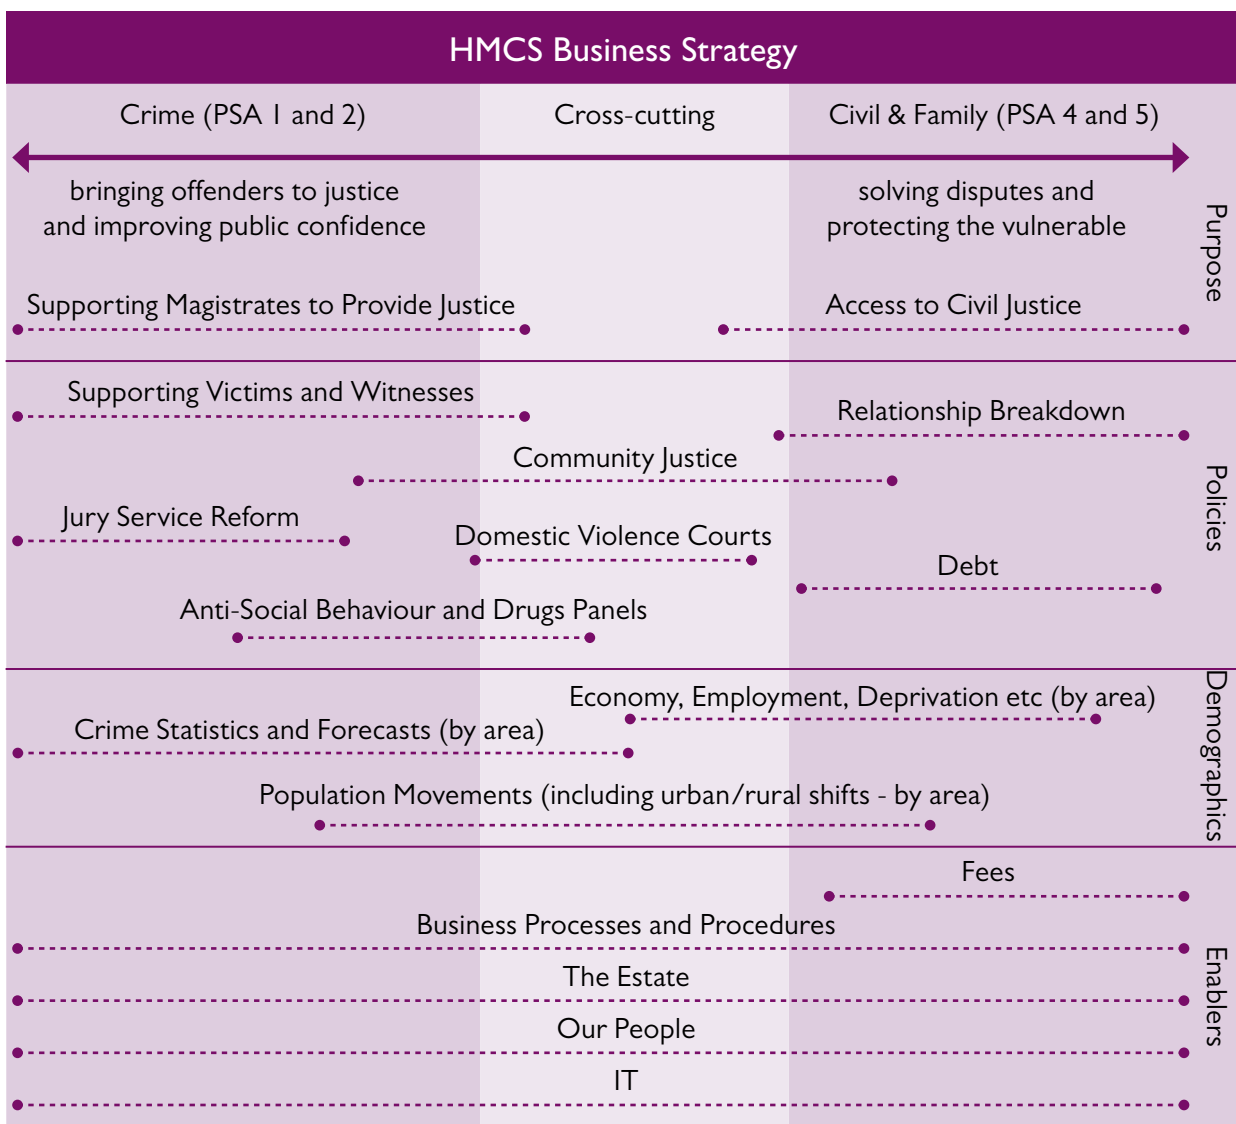 HMCS Business Strategy
Crime (PSA 1 and 2)
Cross-cutting
Civil & Family (PSA 4 and 5)
bringing offenders to justice
and improving public confidence
solving disputes and
protecting the vulnerable
Purpose
Supporting Magistrates to Provide Justice
Access to Civil Justice
Supporting Victims and Witnesses
Relationship Breakdown
Community Justice
Policies
Jury Service Reform
Domestic Violence Courts
Debt
Anti-Social Behaviour and Drugs Panels
Economy, Employment, Deprivation etc (by area)
Demographics
Crime Statistics and Forecasts (by area)
Population Movements (including urban/rural shifts - by area)
Fees
Business Processes and Procedures
Enablers
The Estate
Our People
IT